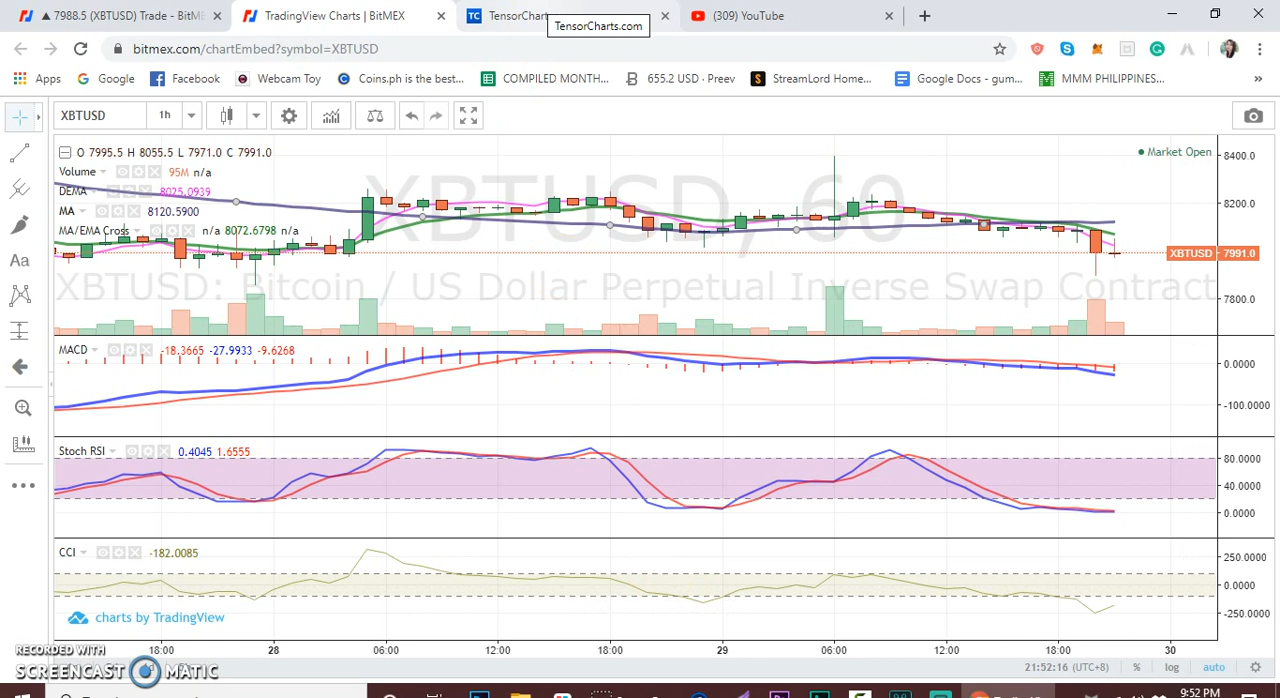 ▲ 7988.5 (XBTUSD) Trade - BitME
TradingView Charts | BitMEX
TensorChart
(309) YouTube
TensorCharts.com
bitmex.com/chartEmbed?symbol=XBTUSD
Apps
Google
Facebook
Webcam Toy
Coins.ph is the best...
COMPILED MONTH...
655.2 USD · Preev
StreamLord Home...
Google Docs - gum...
MMM PHILIPPINES...
»
XBTUSD
1h
O 7995.5 H 8055.5 L 7971.0 C 7991.0
Market Open
Volume 95M n/a
DEMA 8025.0939
MA 8120.5900
MA/EMA Cross n/a 8072.6798 n/a
8400.0
8200.0
XBTUSD 7991.0
7800.0
XBTUSD, 60
XBTUSD: Bitcoin / US Dollar Perpetual Inverse Swap Contract
Aa
MACD -18.3665 -27.9933 -9.6268
0.0000
-100.0000
Stoch RSI 0.4045 1.6555
80.0000
40.0000
0.0000
CCI -182.0085
250.0000
0.0000
-250.0000
charts by TradingView
18:00 28 06:00 12:00 18:00 29 06:00 12:00 18:00 30
21:52:16 (UTC+8) % log auto
RECORDED WITH
SCREENCAST MATIC
9:52 PM